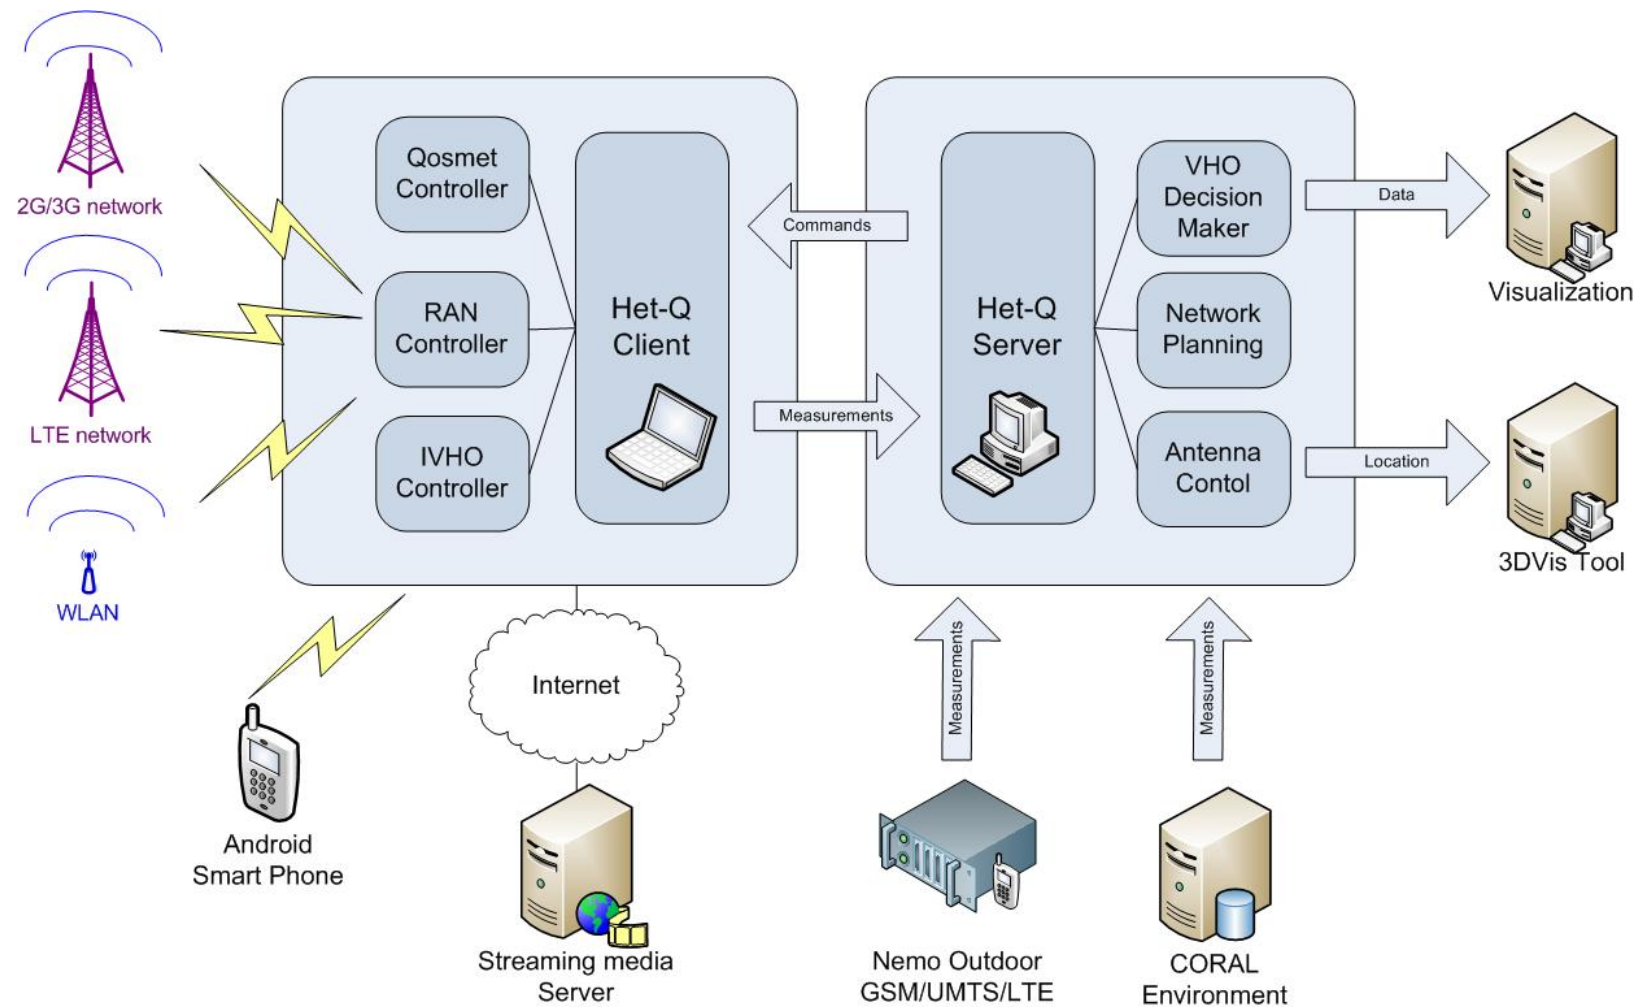 2G/3G network
LTE network
WLAN
Qosmet
Controller
RAN
Controller
IVHO
Controller
Het-Q
Client
Commands
Measurements
Het-Q
Server
VHO
Decision
Maker
Network
Planning
Antenna
Contol
Data
Location
Visualization
3DVis Tool
Internet
Measurements
Measurements
Android
Smart Phone
Streaming media
Server
Nemo Outdoor
GSM/UMTS/LTE
CORAL
Environment